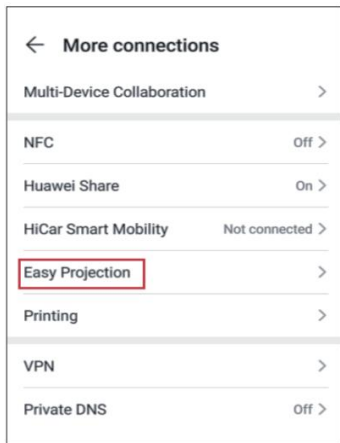 ← More connections
Multi-Device Collaboration >
NFC Off >
Huawei Share On >
HiCar Smart Mobility Not connected >
Easy Projection >
Printing >
VPN >
Private DNS Off >